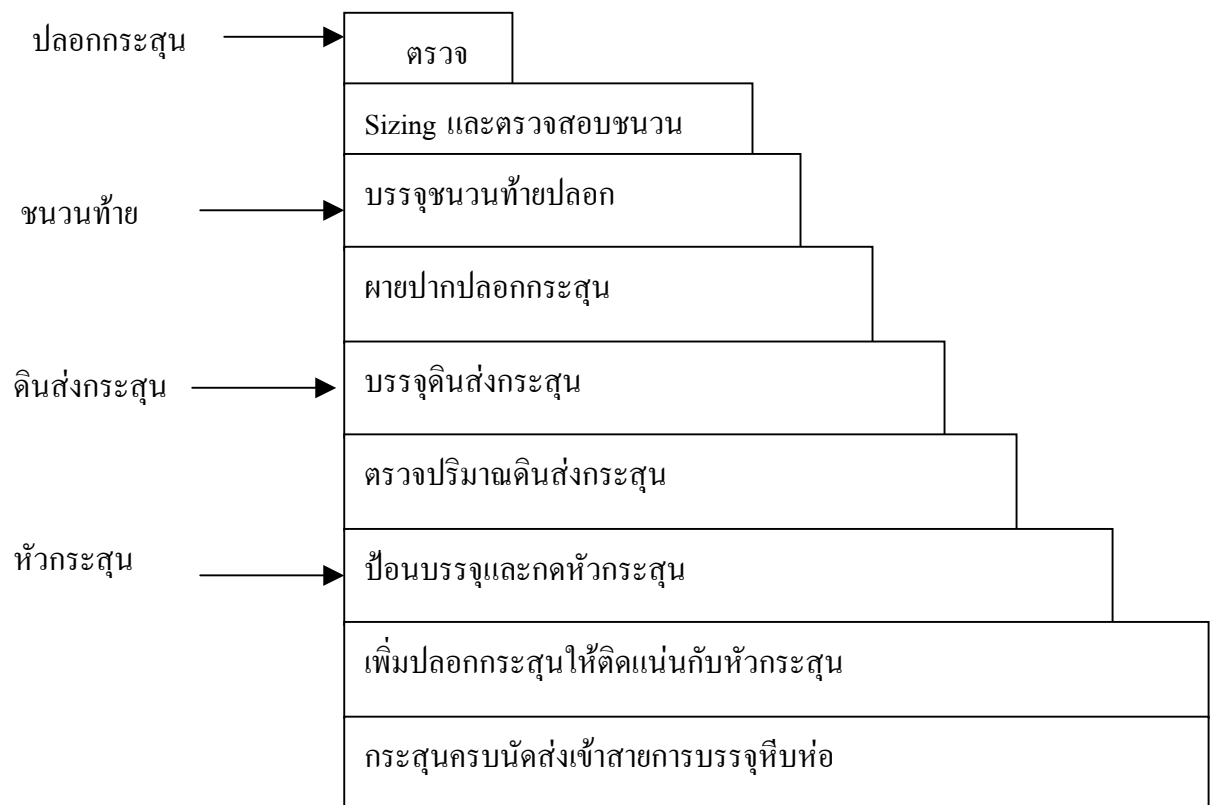 ปลอกกระสุน
ตรวจ
Sizing และตรวจสอบชนวน
ชนวนท้าย
บรรจุชนวนท้ายปลอก
ผายปากปลอกกระสุน
ดินส่งกระสุน
บรรจุดินส่งกระสุน
ตรวจปริมาณดินส่งกระสุน
หัวกระสุน
ป้อนบรรจุและกดหัวกระสุน
เพิ่มปลอกกระสุนให้ติดแน่นกับหัวกระสุน
กระสุนครบนัดส่งเข้าสายการบรรจุหีบห่อ